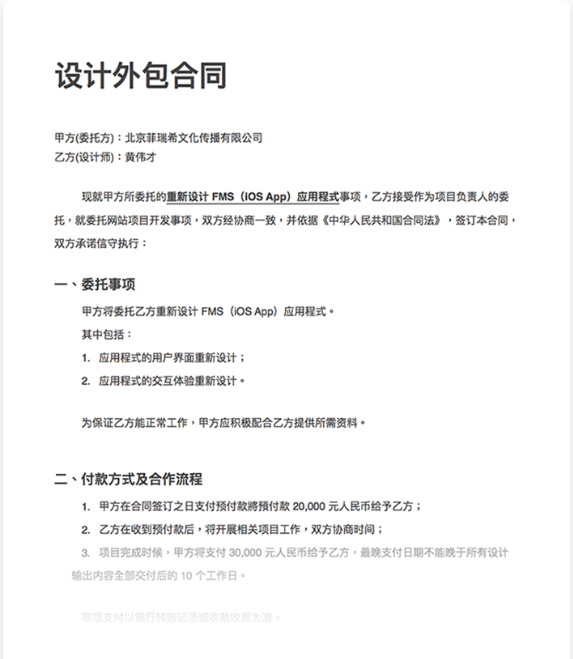 设计外包合同
甲方(委托方)：北京菲瑞希文化传播有限公司
乙方(设计师)：黄伟才
现就甲方所委托的重新设计 FMS（iOS App）应用程式事项，乙方接受作为项目负责人的委
托，就委托网站项目开发事项，双方经协商一致，并依据《中华人民共和国合同法》，签订本合同，
双方承诺信守执行：
一、委托事项
甲方将委托乙方重新设计 FMS（iOS App）应用程式。
其中包括：
1. 应用程式的用户界面重新设计；
2. 应用程式的交互体验重新设计。
为保证乙方能正常工作，甲方应积极配合乙方提供所需资料。
二、付款方式及合作流程
1. 甲方在合同签订之日支付预付款將预付款 20,000 元人民币给予乙方；
2. 乙方在收到预付款后，将开展相关项目工作，双方协商时间；
3. 项目完成时候，甲方将支付 30,000 元人民币给予乙方，最晚支付日期不能晚于所有设计
输出内容全部交付后的 10 个工作日。
款项支付以银行转账记录或收款收据为准。